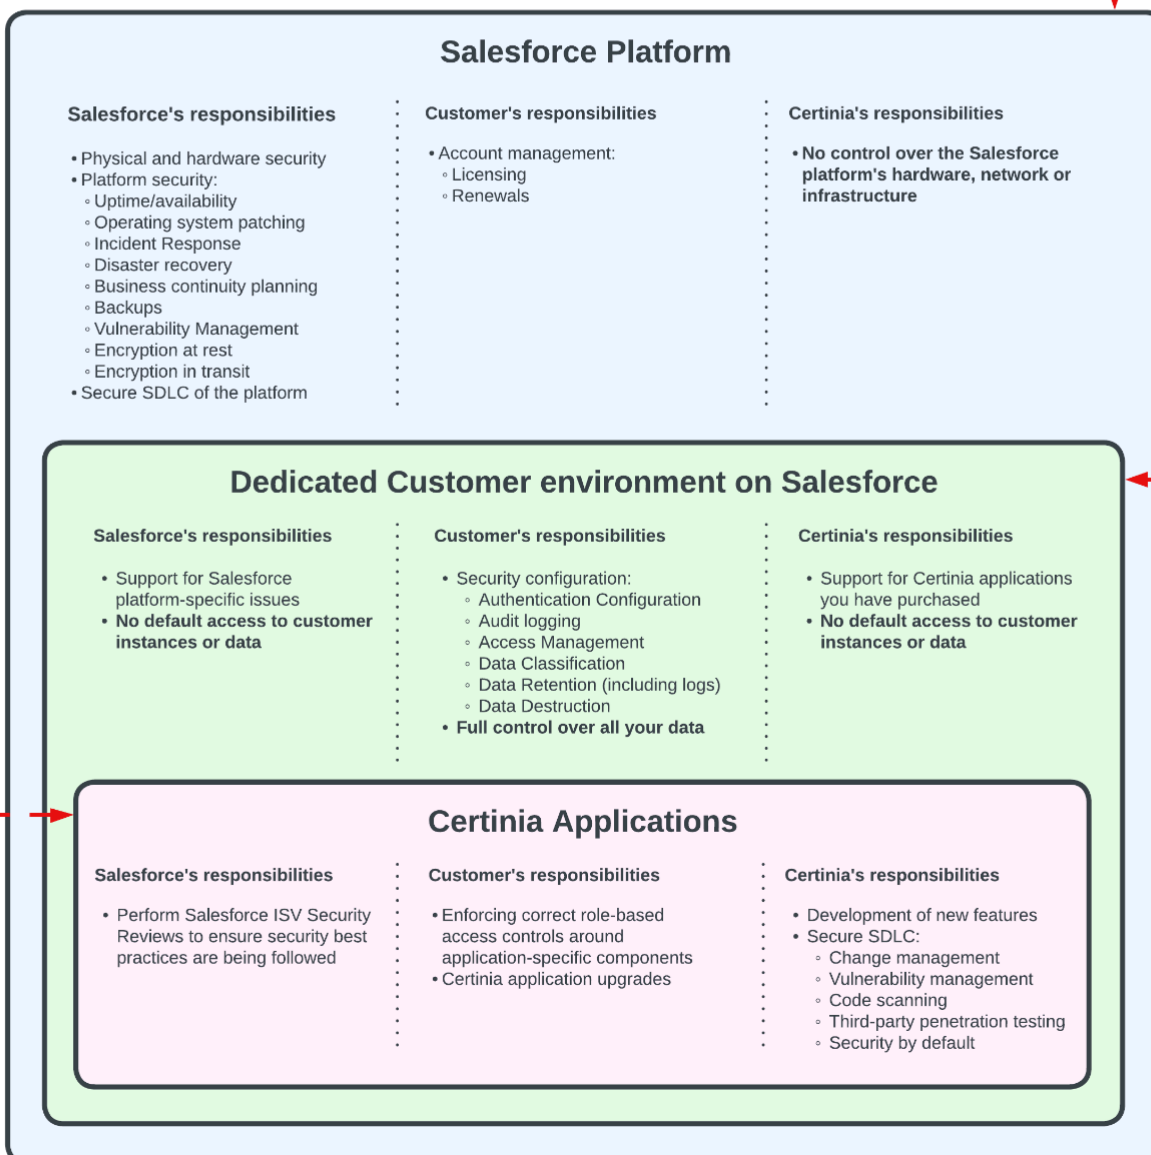 Salesforce Platform
Salesforce's responsibilities
• Physical and hardware security
• Platform security:
◦ Uptime/availability
◦ Operating system patching
◦ Incident Response
◦ Disaster recovery
◦ Business continuity planning
◦ Backups
◦ Vulnerability Management
◦ Encryption at rest
◦ Encryption in transit
• Secure SDLC of the platform
Customer's responsibilities
• Account management:
◦ Licensing
◦ Renewals
Certinia's responsibilities
• No control over the Salesforce
platform's hardware, network or
infrastructure
Dedicated Customer environment on Salesforce
Salesforce's responsibilities
• Support for Salesforce
platform-specific issues
• No default access to customer
instances or data
Customer's responsibilities
• Security configuration:
◦ Authentication Configuration
◦ Audit logging
◦ Access Management
◦ Data Classification
◦ Data Retention (including logs)
◦ Data Destruction
• Full control over all your data
Certinia's responsibilities
• Support for Certinia applications
you have purchased
• No default access to customer
instances or data
Certinia Applications
Salesforce's responsibilities
• Perform Salesforce ISV Security
Reviews to ensure security best
practices are being followed
Customer's responsibilities
• Enforcing correct role-based
access controls around
application-specific components
• Certinia application upgrades
Certinia's responsibilities
• Development of new features
• Secure SDLC:
◦ Change management
◦ Vulnerability management
◦ Code scanning
◦ Third-party penetration testing
◦ Security by default